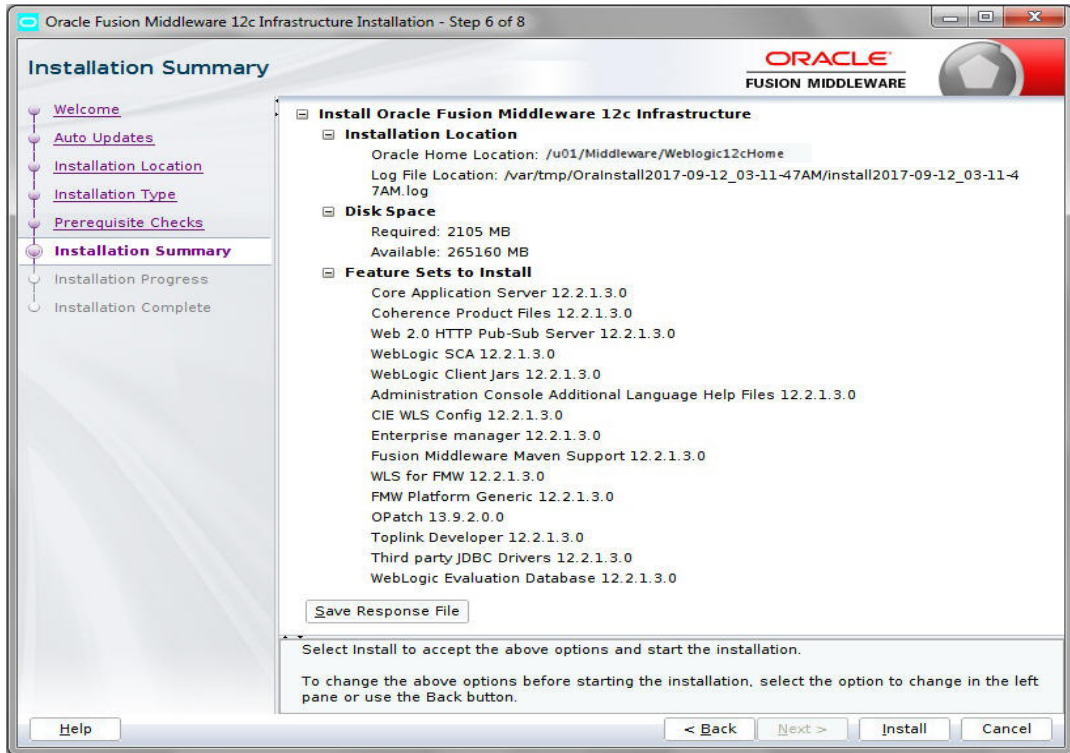 Oracle Fusion Middleware 12c Infrastructure Installation - Step 6 of 8
Installation Summary
ORACLE
FUSION MIDDLEWARE
Welcome
Auto Updates
Installation Location
Installation Type
Prerequisite Checks
Installation Summary
Installation Progress
Installation Complete
Install Oracle Fusion Middleware 12c Infrastructure
Installation Location
Oracle Home Location: /u01/Middleware/Weblogic12cHome
Log File Location: /var/tmp/OraInstall2017-09-12_03-11-47AM/install2017-09-12_03-11-4
7AM.log
Disk Space
Required: 2105 MB
Available: 265160 MB
Feature Sets to Install
Core Application Server 12.2.1.3.0
Coherence Product Files 12.2.1.3.0
Web 2.0 HTTP Pub-Sub Server 12.2.1.3.0
WebLogic SCA 12.2.1.3.0
WebLogic Client Jars 12.2.1.3.0
Administration Console Additional Language Help Files 12.2.1.3.0
CIE WLS Config 12.2.1.3.0
Enterprise manager 12.2.1.3.0
Fusion Middleware Maven Support 12.2.1.3.0
WLS for FMW 12.2.1.3.0
FMW Platform Generic 12.2.1.3.0
OPatch 13.9.2.0.0
Toplink Developer 12.2.1.3.0
Third party JDBC Drivers 12.2.1.3.0
WebLogic Evaluation Database 12.2.1.3.0
Save Response File
Select Install to accept the above options and start the installation.
To change the above options before starting the installation, select the option to change in the left
pane or use the Back button.
Help
< Back
Next >
Install
Cancel